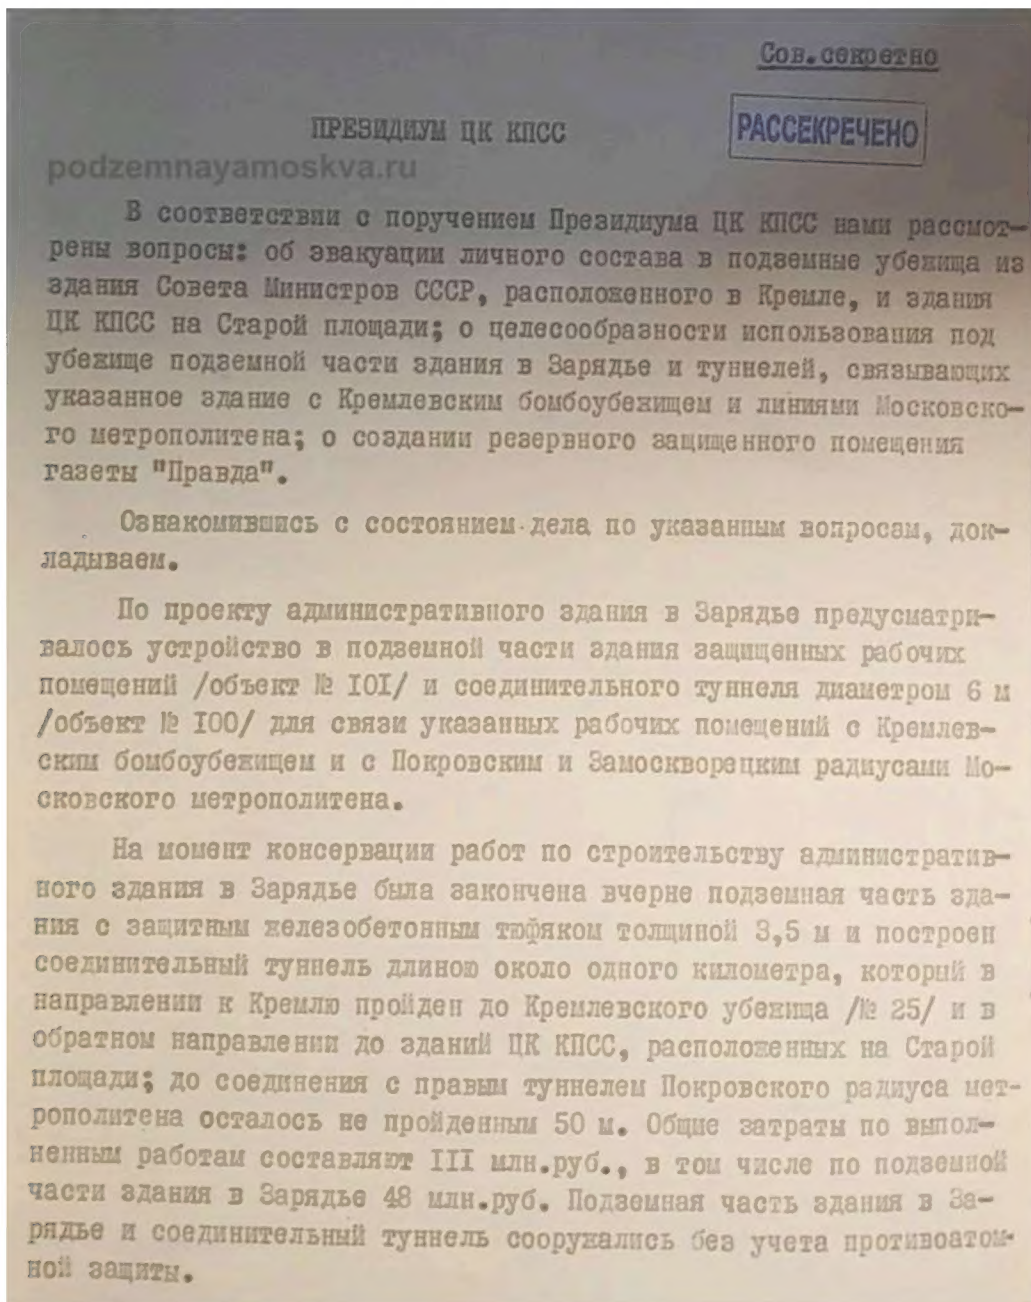 Сов.секретно
ПРЕЗИДИУМ ЦК КПСС
РАССЕКРЕЧЕНО
podzemnayamoskva.ru
В соответствии с поручением Президиума ЦК КПСС нами рассмот-
рены вопросы: об эвакуации личного состава в подземные убежища из
здания Совета Министров СССР, расположенного в Кремле, и здания
ЦК КПСС на Старой площади; о целесообразности использования под
убежище подземной части здания в Зарядье и туннелей, связывающих
указанное здание с Кремлевским бомбоубежищем и линиями Московско-
го метрополитена; о создании резервного защищенного помещения
газеты "Правда".
Ознакомившись с состоянием дела по указанным вопросам, док-
ладываем.
По проекту административного здания в Зарядье предусматри-
валось устройство в подземной части здания защищенных рабочих
помещений /объект № 101/ и соединительного туннеля диаметром 6 м
/объект № 100/ для связи указанных рабочих помещений с Кремлев-
ским бомбоубежищем и с Покровским и Замоскворецким радиусами Мо-
сковского метрополитена.
На момент консервации работ по строительству административ-
ного здания в Зарядье была закончена вчерне подземная часть зда-
ния с защитным железобетонным тюфяком толщиной 3,5 м и построен
соединительный туннель длиною около одного километра, который в
направлении к Кремлю пройден до Кремлевского убежища /№ 25/ и в
обратном направлении до зданий ЦК КПСС, расположенных на Старой
площади; до соединения с правым туннелем Покровского радиуса мет-
рополитена осталось не пройденным 50 м. Общие затраты по выпол-
ненным работам составляют 111 млн.руб., в том числе по подземной
части здания в Зарядье 48 млн.руб. Подземная часть здания в За-
рядье и соединительный туннель сооружались без учета противоатом-
ной защиты.